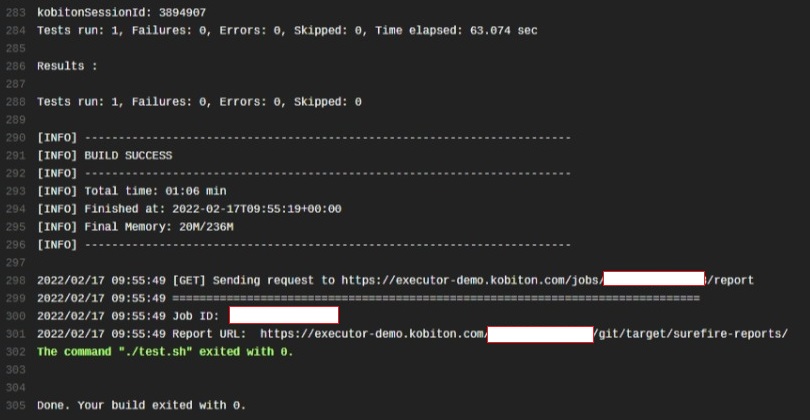 283 kobitonSessionId: 3894907
284 Tests run: 1, Failures: 0, Errors: 0, Skipped: 0, Time elapsed: 63.074 sec
285
286 Results :
287
288 Tests run: 1, Failures: 0, Errors: 0, Skipped: 0
289
290 [INFO] ------------------------------------------------------------------------
291 [INFO] BUILD SUCCESS
292 [INFO] ------------------------------------------------------------------------
293 [INFO] Total time: 01:06 min
294 [INFO] Finished at: 2022-02-17T09:55:19+00:00
295 [INFO] Final Memory: 20M/236M
296 [INFO] ------------------------------------------------------------------------
297
298 2022/02/17 09:55:49 [GET] Sending request to https://executor-demo.kobiton.com/jobs/ /report
299 2022/02/17 09:55:49 ==============================================================================
300 2022/02/17 09:55:49 Job ID:
301 2022/02/17 09:55:49 Report URL: https://executor-demo.kobiton.com/ /git/target/surefire-reports/
302 The command "./test.sh" exited with 0.
303
304
305 Done. Your build exited with 0.